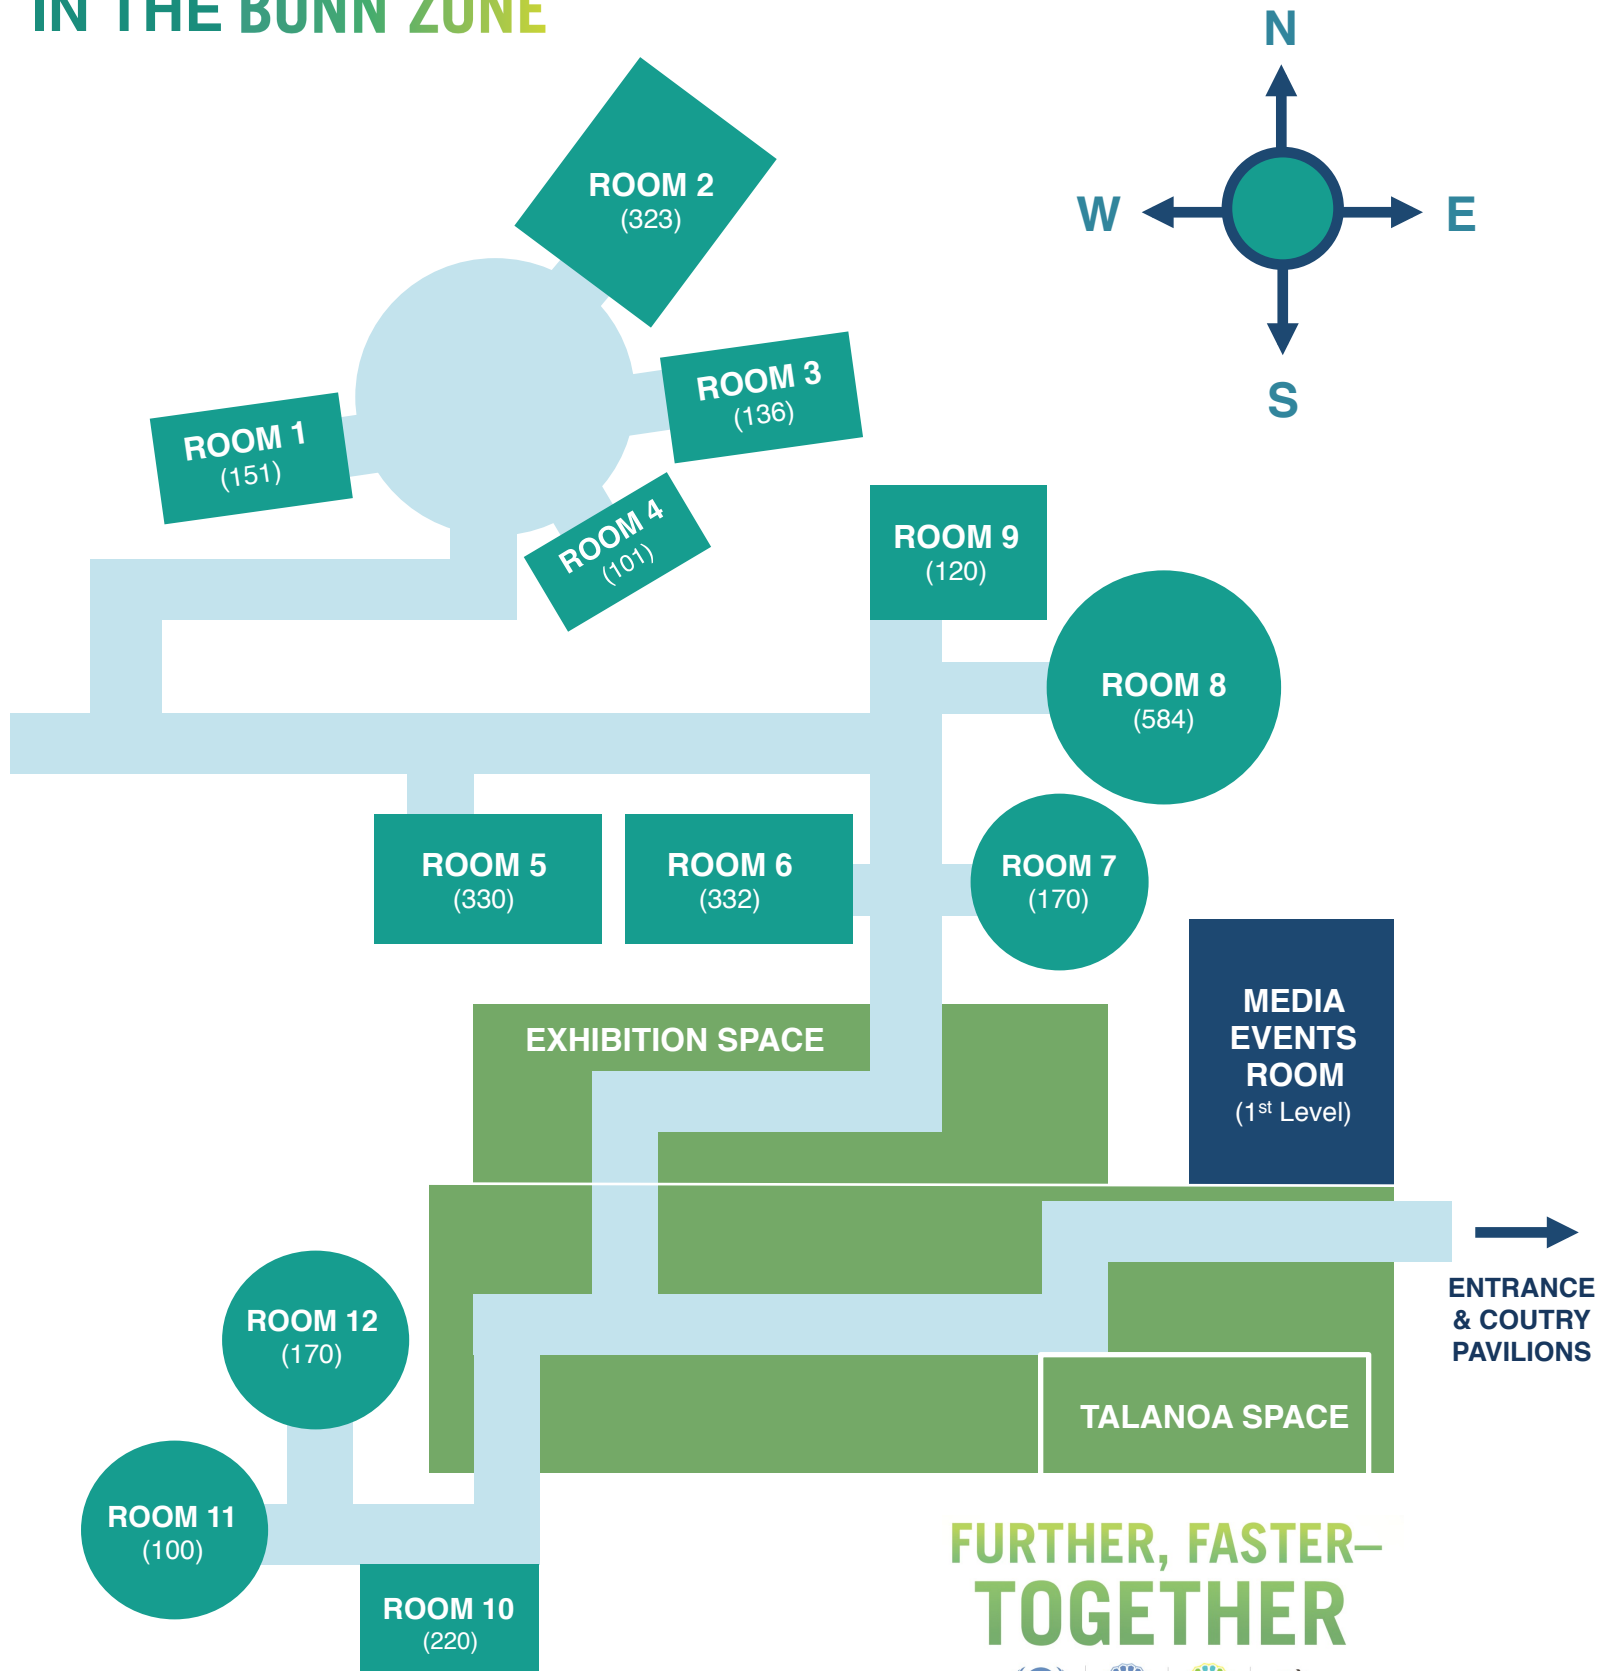 IN THE BONN ZONE
N
W
E
S
ROOM 2
(323)
ROOM 3
(136)
ROOM 1
(151)
ROOM 4
(101)
ROOM 9
(120)
ROOM 8
(584)
ROOM 5
(330)
ROOM 6
(332)
ROOM 7
(170)
MEDIA
EVENTS
ROOM
(1st Level)
EXHIBITION SPACE
ENTRANCE
& COUTRY
PAVILIONS
ROOM 12
(170)
TALANOA SPACE
ROOM 11
(100)
ROOM 10
(220)
FURTHER, FASTER–
TOGETHER